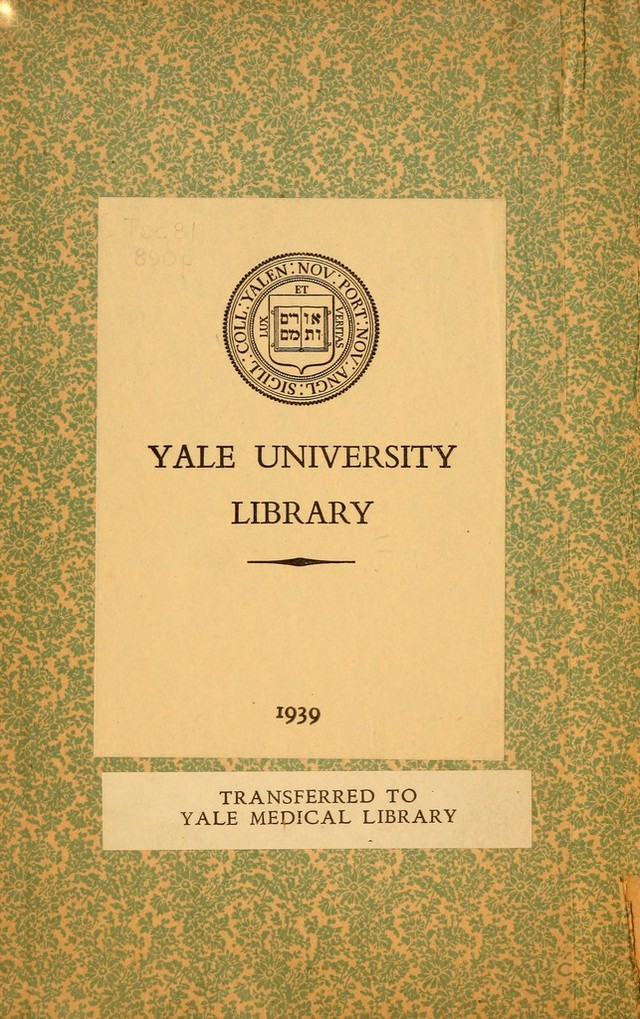 890p
SIGILL·COLL·YALEN·NOV·PORT·NOV·ANGL·
ET
LUX
VERITAS
אורים
ותמים
YALE UNIVERSITY
LIBRARY
1939
TRANSFERRED TO
YALE MEDICAL LIBRARY